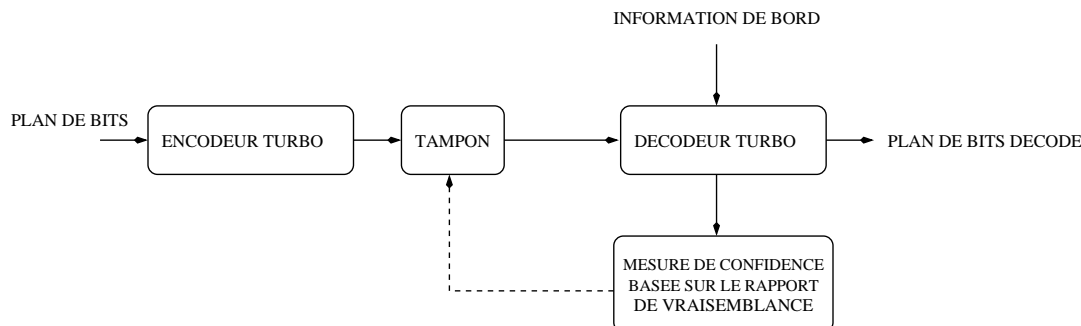 INFORMATION DE BORD
PLAN DE BITS
ENCODEUR TURBO
TAMPON
DECODEUR TURBO
PLAN DE BITS DECODE
MESURE DE CONFIDENCE
BASEE SUR LE RAPPORT
DE VRAISEMBLANCE